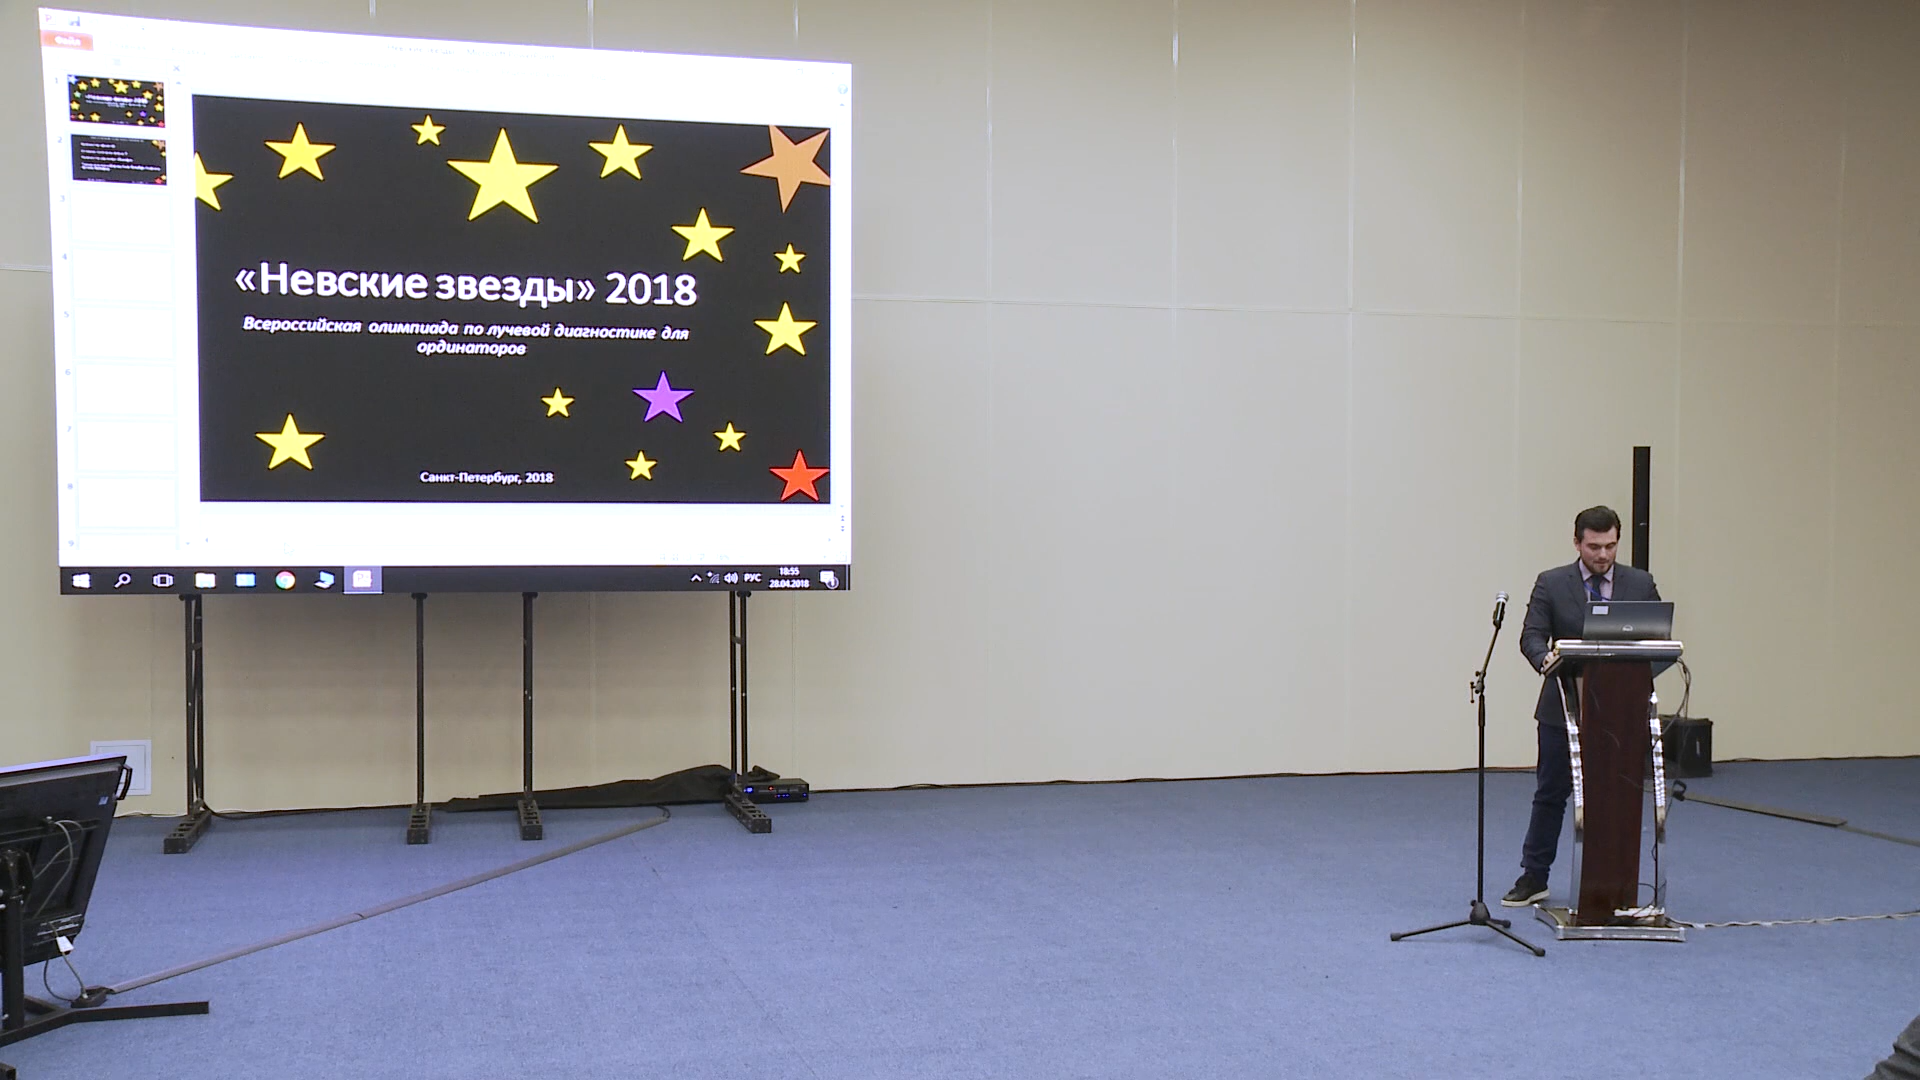 Файл
«Невские звезды» 2018
Всероссийская олимпиада по лучевой диагностике для
ординаторов
Санкт-Петербург, 2018
РУС
18:55
28.04.2018